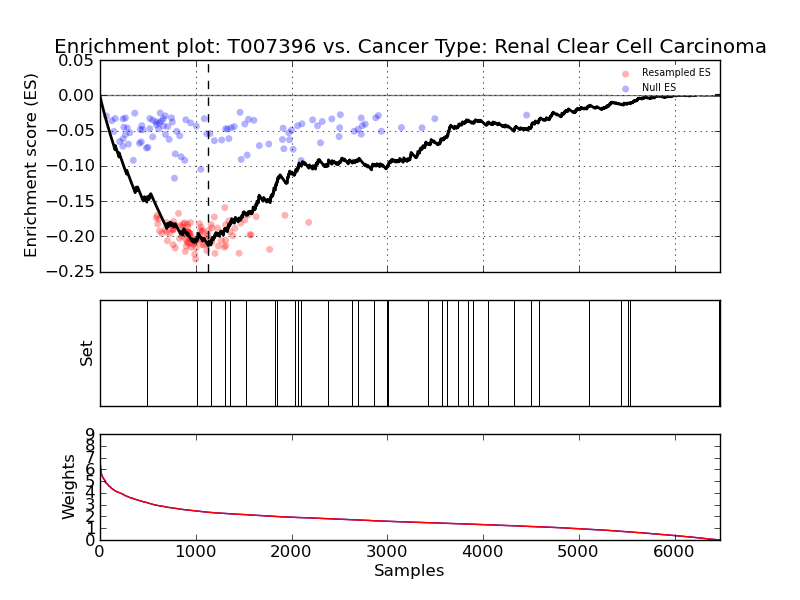 Enrichment plot: T007396 vs. Cancer Type: Renal Clear Cell Carcinoma
Enrichment score (ES)
0.05
0.00
−0.05
−0.10
−0.15
−0.20
−0.25
Resampled ES
Null ES
Set
Weights
9
8
7
6
5
4
3
2
1
0
0 1000 2000 3000 4000 5000 6000
Samples